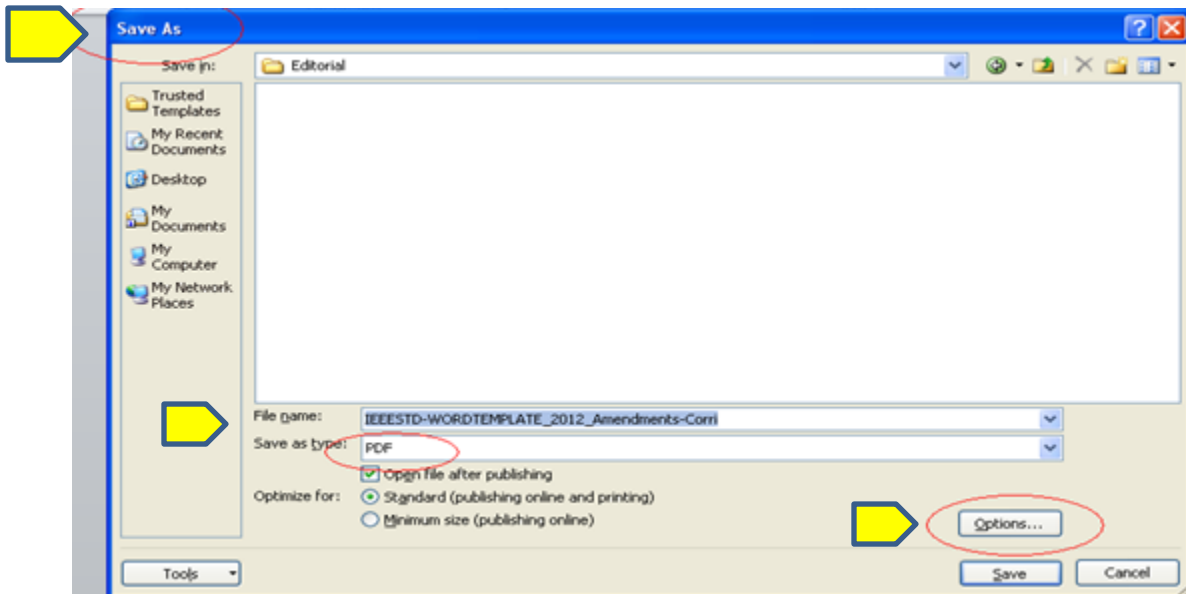 Save As
Save in:
Editorial
Trusted
Templates
My Recent
Documents
Desktop
My
Documents
My
Computer
My Network
Places
File name:
IEEESTD-WORDTEMPLATE_2012_Amendments-Corri
Save as type:
PDF
Open file after publishing
Optimize for:
Standard (publishing online and printing)
Minimum size (publishing online)
Options...
Tools
Save
Cancel